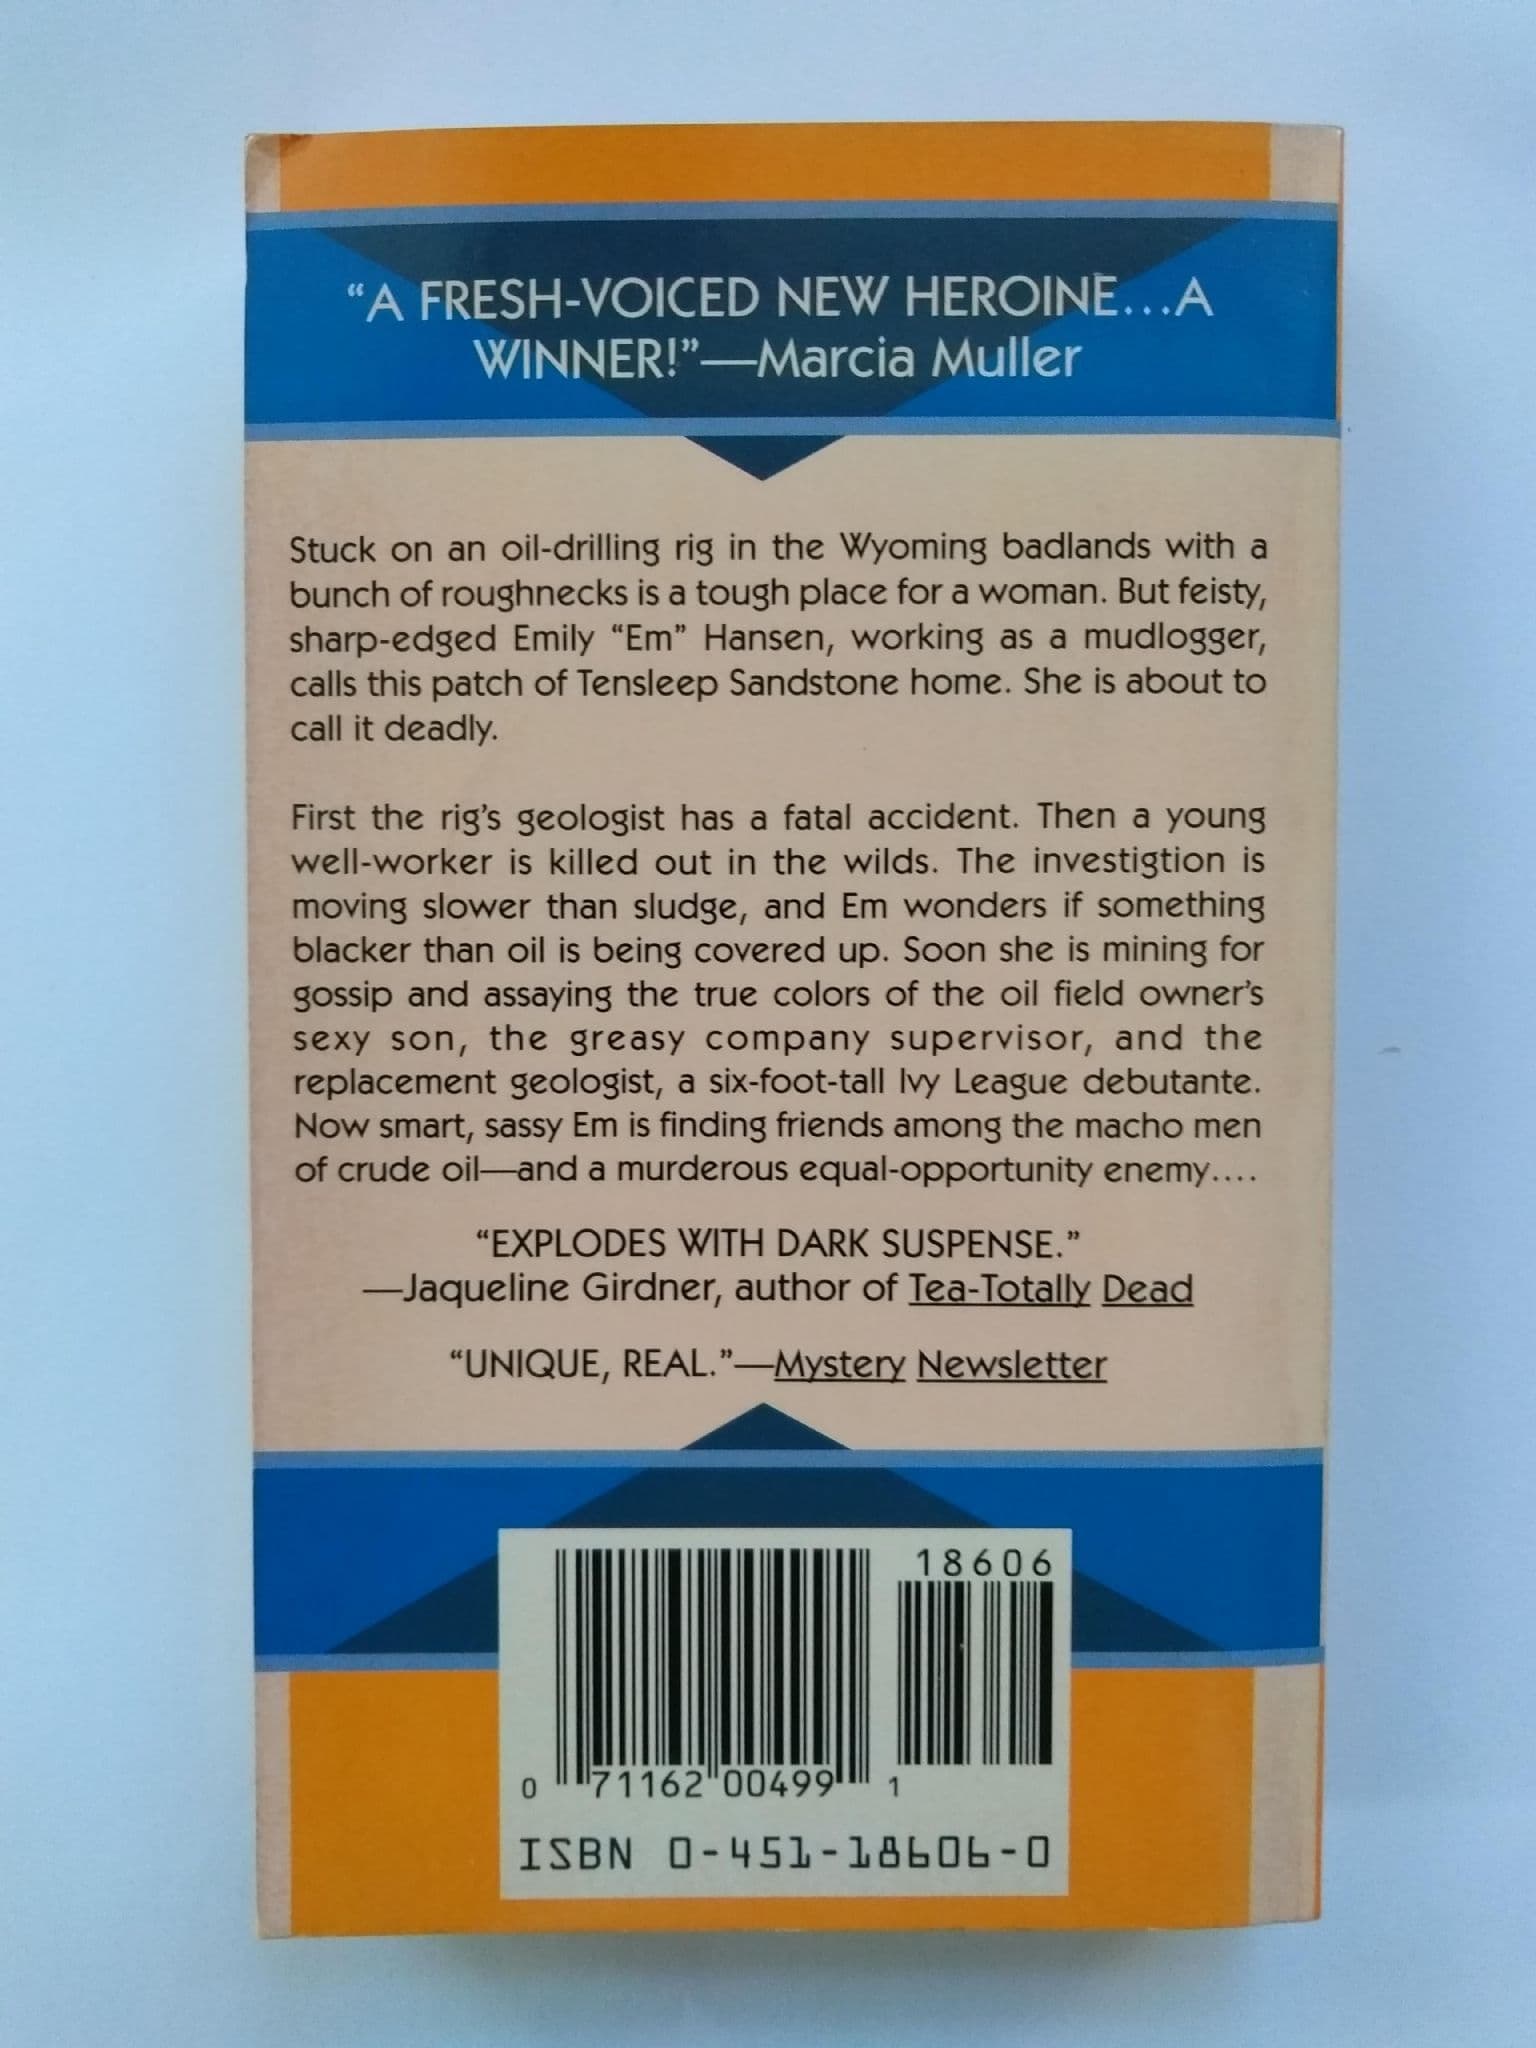 “A FRESH-VOICED NEW HEROINE...A
WINNER!”—Marcia Muller
Stuck on an oil-drilling rig in the Wyoming badlands with a
bunch of roughnecks is a tough place for a woman. But feisty,
sharp-edged Emily “Em” Hansen, working as a mudlogger,
calls this patch of Tensleep Sandstone home. She is about to
call it deadly.
First the rig’s geologist has a fatal accident. Then a young
well-worker is killed out in the wilds. The investigtion is
moving slower than sludge, and Em wonders if something
blacker than oil is being covered up. Soon she is mining for
gossip and assaying the true colors of the oil field owner’s
sexy son, the greasy company supervisor, and the
replacement geologist, a six-foot-tall Ivy League debutante.
Now smart, sassy Em is finding friends among the macho men
of crude oil—and a murderous equal-opportunity enemy....
“EXPLODES WITH DARK SUSPENSE.”
—Jaqueline Girdner, author of Tea-Totally Dead
“UNIQUE, REAL.”—Mystery Newsletter
18606
0 71162 00499 1
ISBN 0-451-18606-0